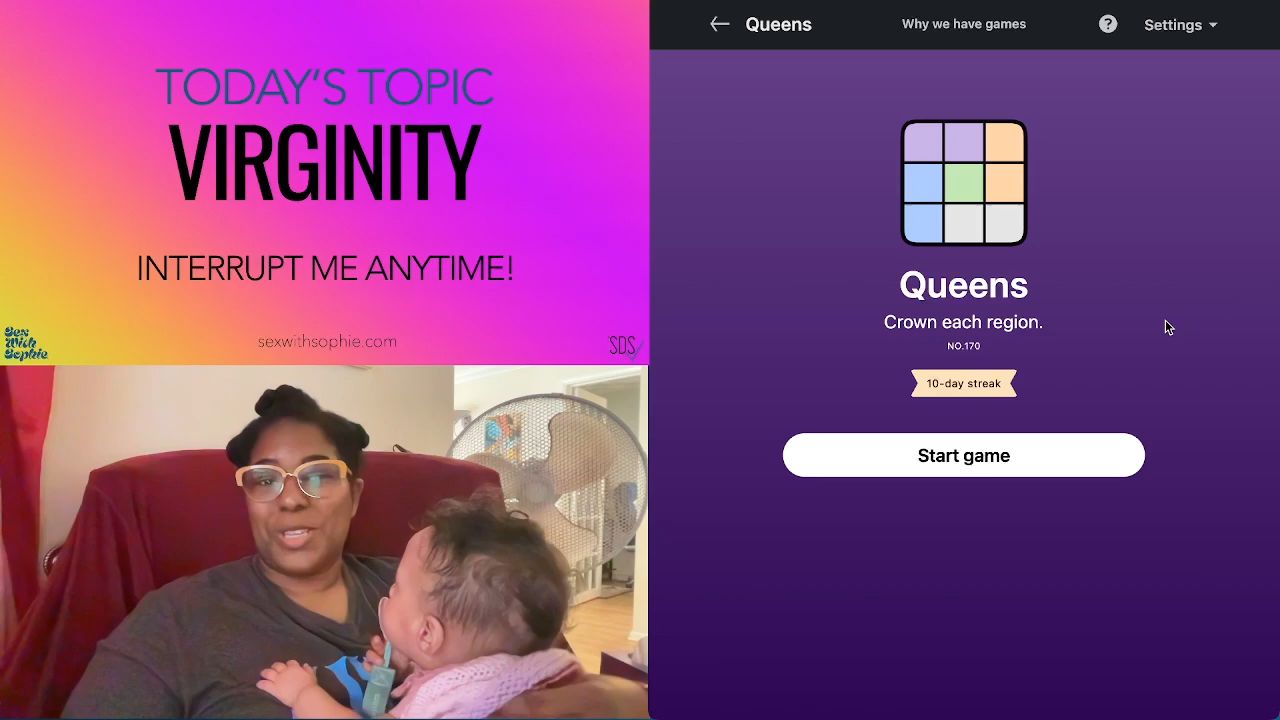 TODAY'S TOPIC
VIRGINITY
INTERRUPT ME ANYTIME!
Sex
With
Sophie
sexwithsophie.com
SDS
Queens
Why we have games
?
Settings
Queens
Crown each region.
NO.170
10-day streak
Start game